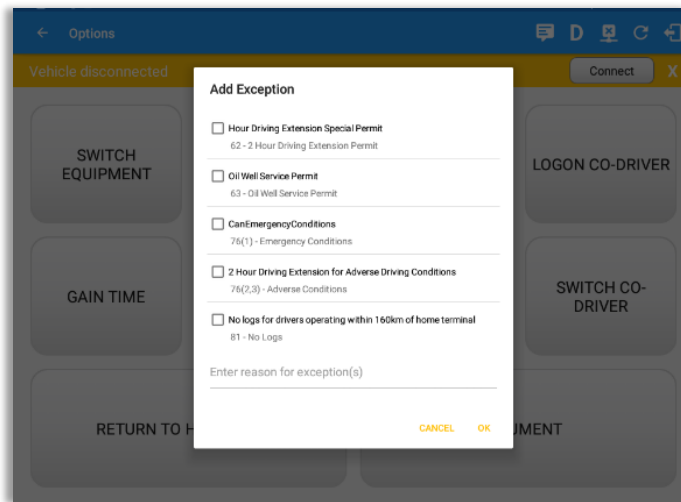 Options
D
Vehicle disconnected
Connect
X
Add Exception
Hour Driving Extension Special Permit
62 - 2 Hour Driving Extension Permit
Oil Well Service Permit
63 - Oil Well Service Permit
CanEmergencyConditions
76(1) - Emergency Conditions
2 Hour Driving Extension for Adverse Driving Conditions
76(2,3) - Adverse Conditions
No logs for drivers operating within 160km of home terminal
81 - No Logs
Enter reason for exception(s)
CANCEL OK
SWITCH
EQUIPMENT
LOGON CO-DRIVER
GAIN TIME
SWITCH CO-
DRIVER
RETURN TO